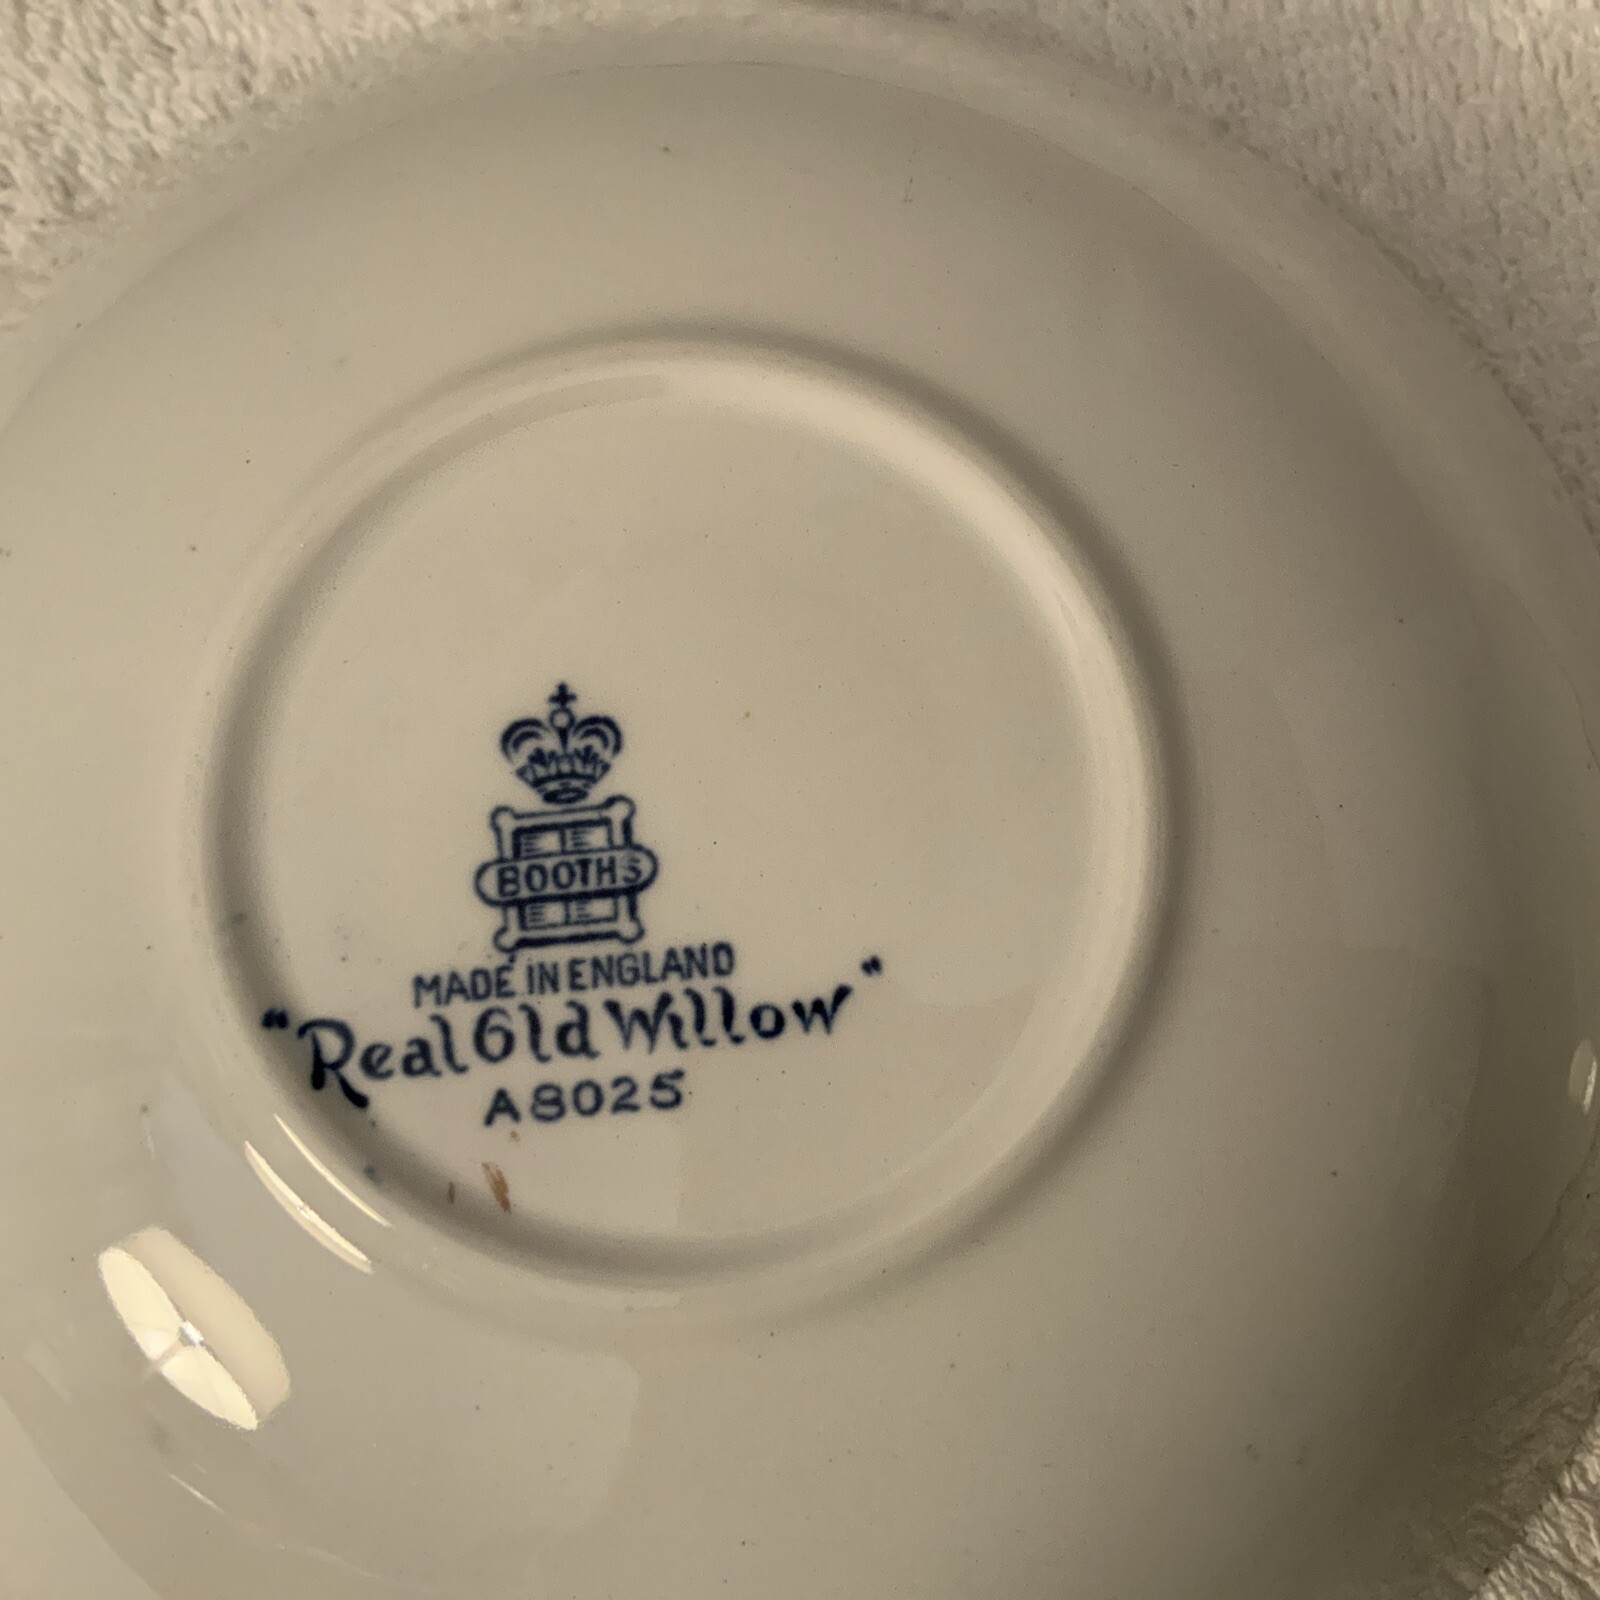 BOOTHS
MADE IN ENGLAND
"Real Old Willow"
A8025